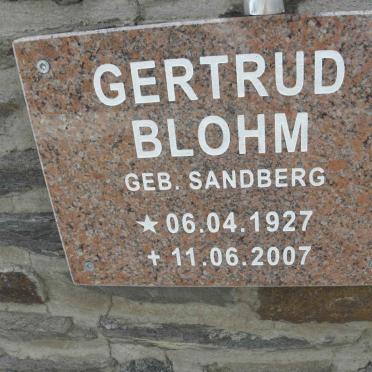 GERTRUD
BLOHM
GEB. SANDBERG
★ 06.04.1927
✝ 11.06.2007